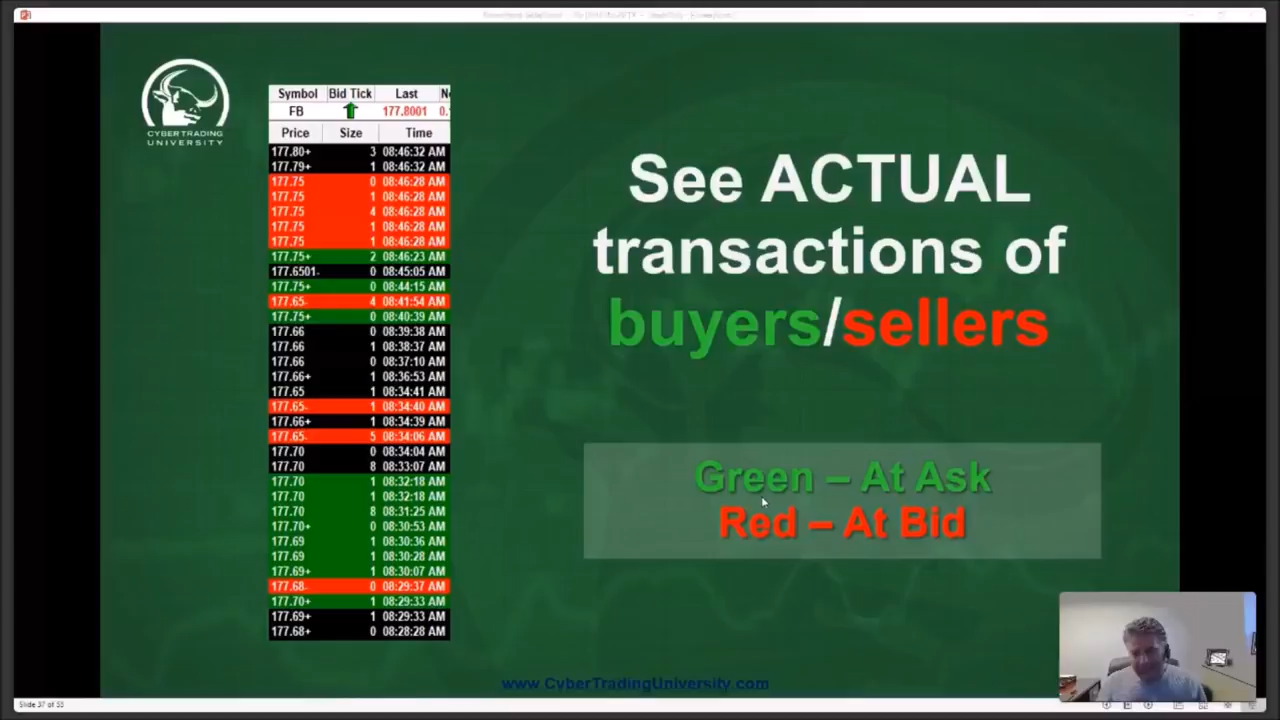 CYBERTRADING
UNIVERSITY
Symbol Bid Tick Last
FB 177.8001 0.
Price Size Time
177.80+ 3 08:46:32 AM
177.79+ 1 08:46:32 AM
177.75 0 08:46:28 AM
177.75 1 08:46:28 AM
177.75 4 08:46:28 AM
177.75 1 08:46:28 AM
177.75 1 08:46:28 AM
177.75+ 2 08:46:23 AM
177.6501- 0 08:45:05 AM
177.75+ 0 08:44:15 AM
177.65- 4 08:41:54 AM
177.75+ 0 08:40:39 AM
177.66 0 08:39:38 AM
177.66 1 08:38:37 AM
177.66 0 08:37:10 AM
177.66+ 1 08:36:53 AM
177.65 1 08:34:41 AM
177.65- 1 08:34:40 AM
177.66+ 1 08:34:39 AM
177.65- 5 08:34:06 AM
177.70 0 08:34:04 AM
177.70 8 08:33:07 AM
177.70 1 08:32:18 AM
177.70 1 08:32:18 AM
177.70 8 08:31:25 AM
177.70+ 0 08:30:53 AM
177.69 1 08:30:36 AM
177.69 1 08:30:28 AM
177.69+ 1 08:30:07 AM
177.68- 0 08:29:37 AM
177.70+ 1 08:29:33 AM
177.69+ 1 08:29:33 AM
177.68+ 0 08:28:28 AM
See ACTUAL
transactions of
buyers/sellers
Green – At Ask
Red – At Bid
www.CyberTradingUniversity.com
Slide 37 of 55